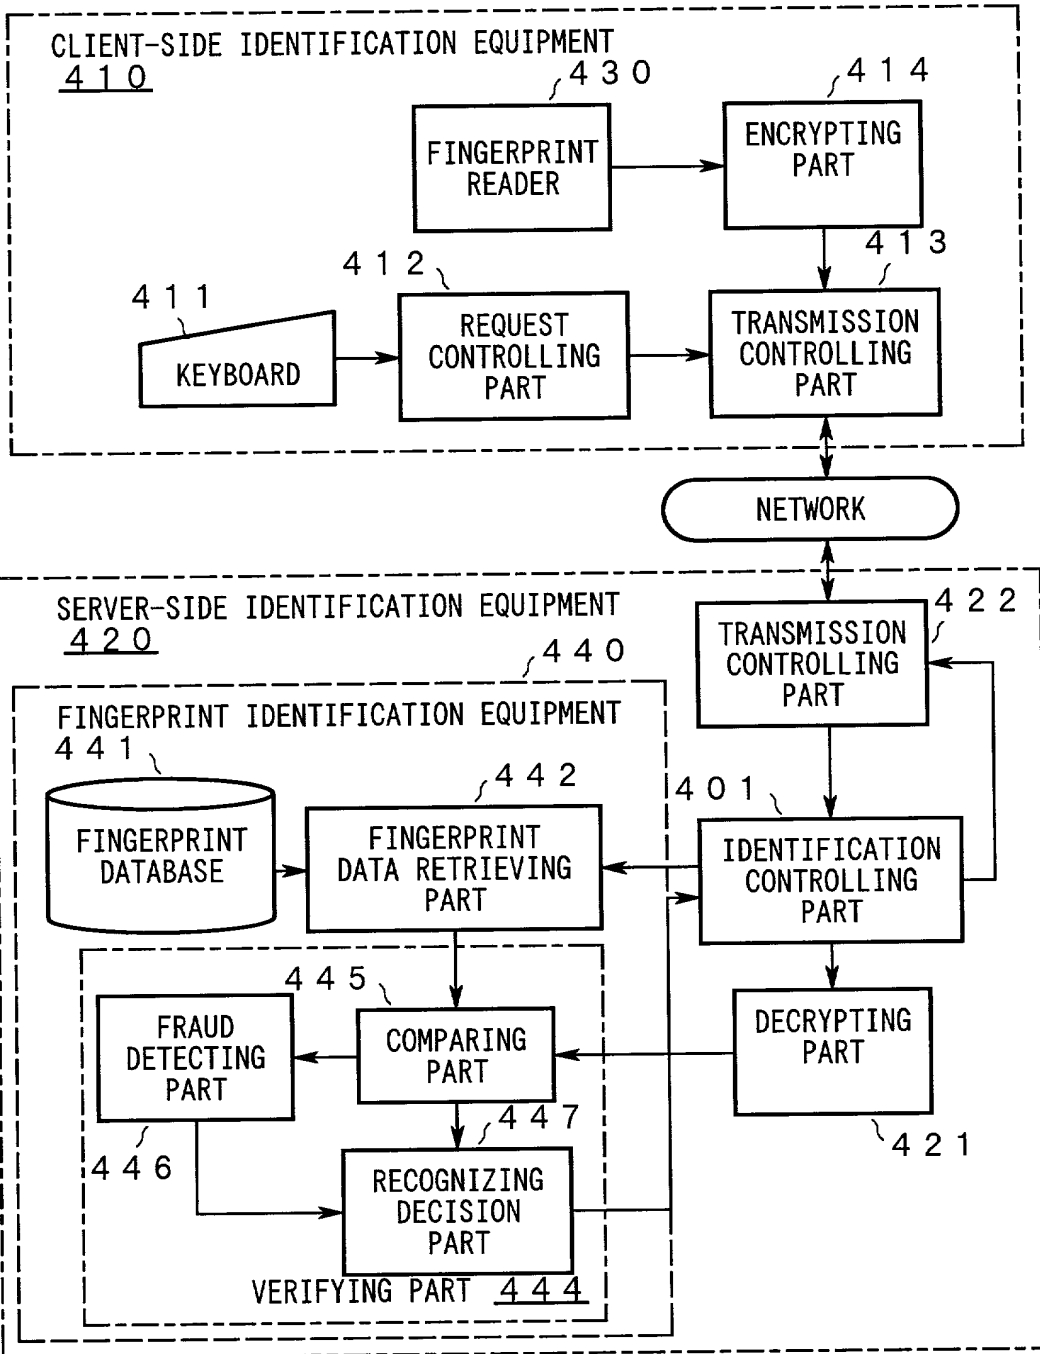 CLIENT-SIDE IDENTIFICATION EQUIPMENT
410
430
414
FINGERPRINT
READER
ENCRYPTING
PART
412
413
411
KEYBOARD
REQUEST
CONTROLLING
PART
TRANSMISSION
CONTROLLING
PART
NETWORK
SERVER-SIDE IDENTIFICATION EQUIPMENT
420
422
TRANSMISSION
CONTROLLING
PART
440
FINGERPRINT IDENTIFICATION EQUIPMENT
441
442
401
FINGERPRINT
DATABASE
FINGERPRINT
DATA RETRIEVING
PART
IDENTIFICATION
CONTROLLING
PART
445
FRAUD
DETECTING
PART
COMPARING
PART
DECRYPTING
PART
446
447
421
RECOGNIZING
DECISION
PART
VERIFYING PART 444